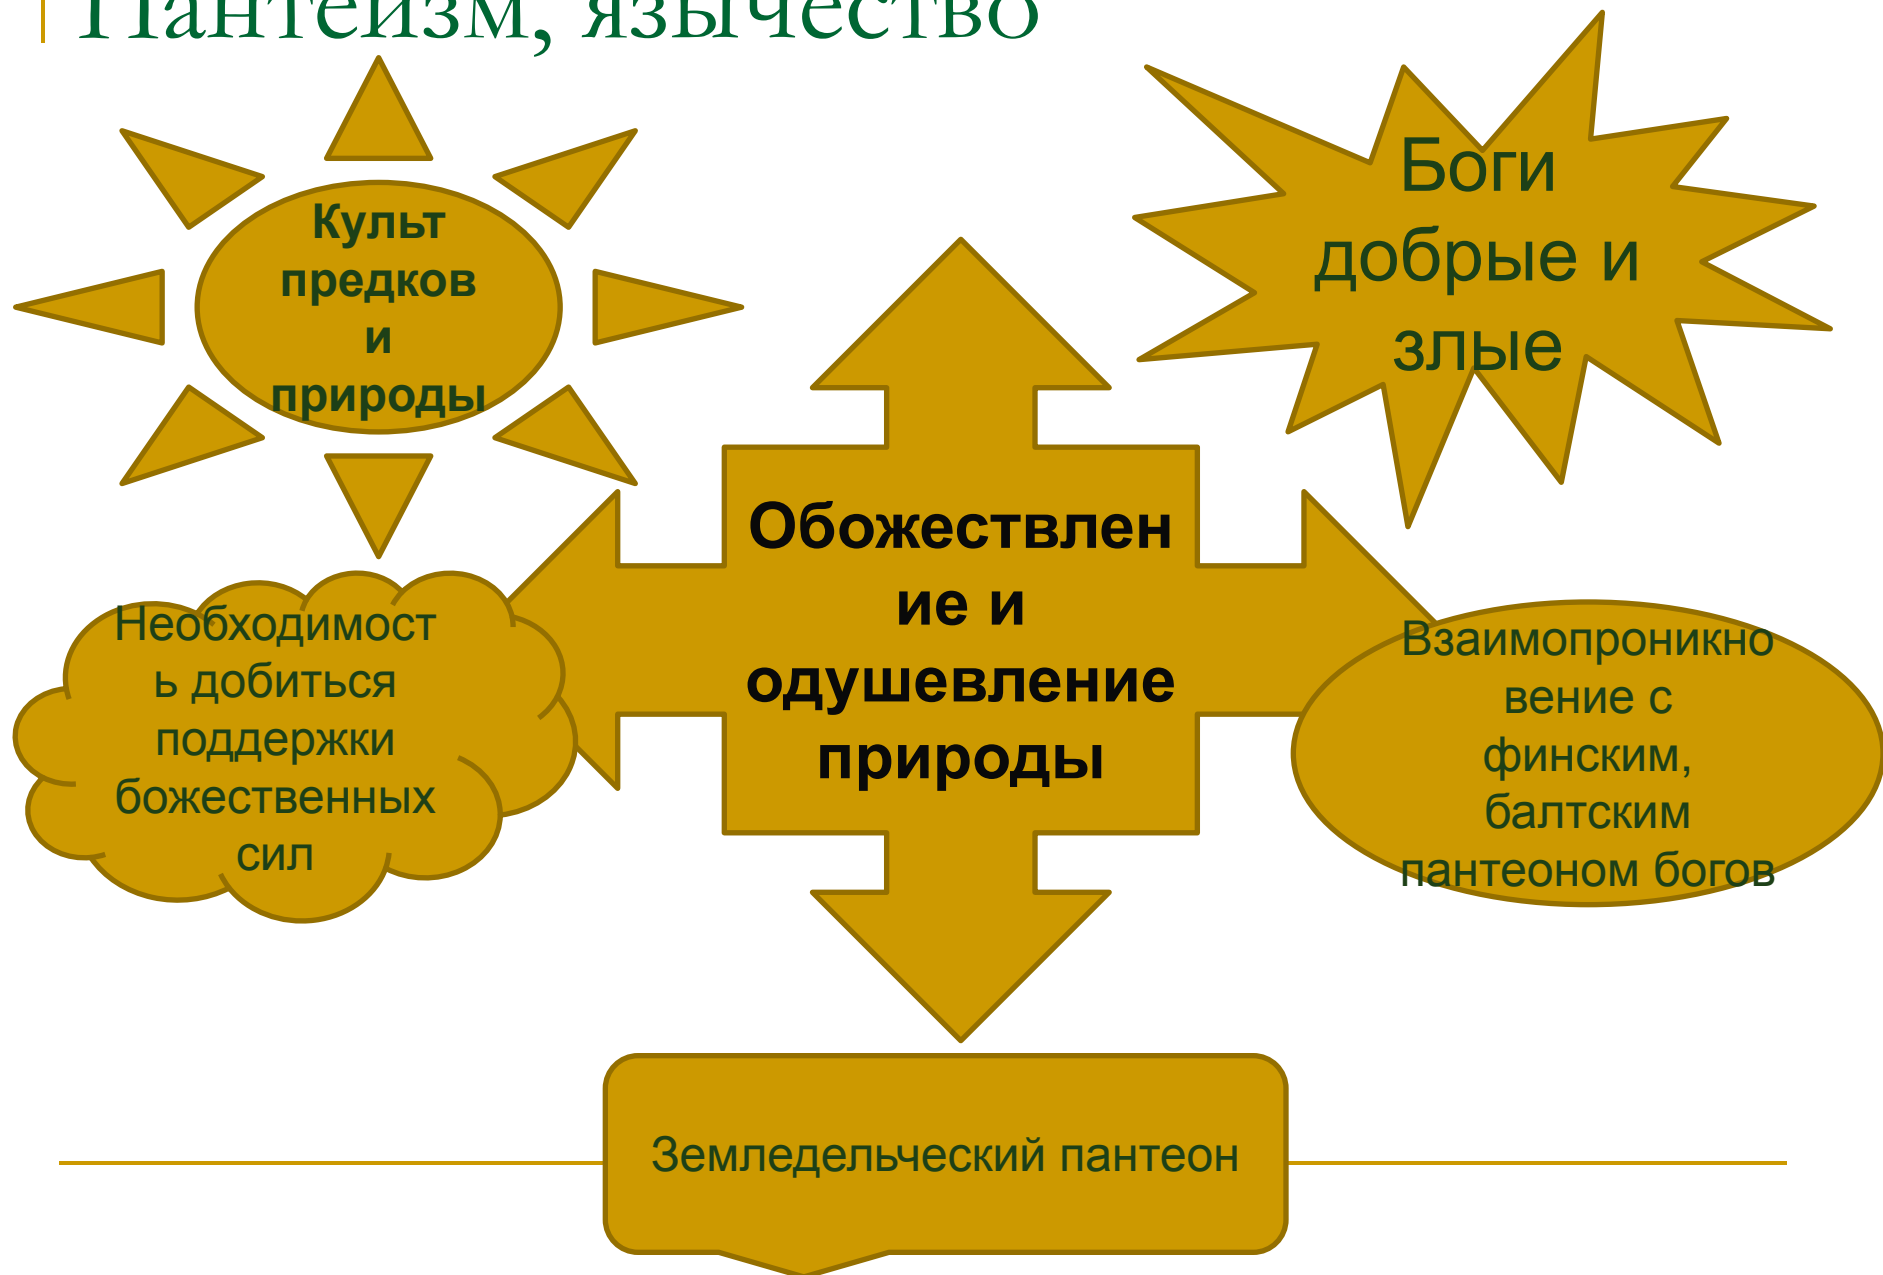 Пантеизм, язычество
Культ
предков
и
природы
Боги
добрые и
злые
Обожествлен
ие и
одушевление
природы
Необходимост
ь добиться
поддержки
божественных
сил
Взаимопроникно
вение с
финским,
балтским
пантеоном богов
Земледельческий пантеон